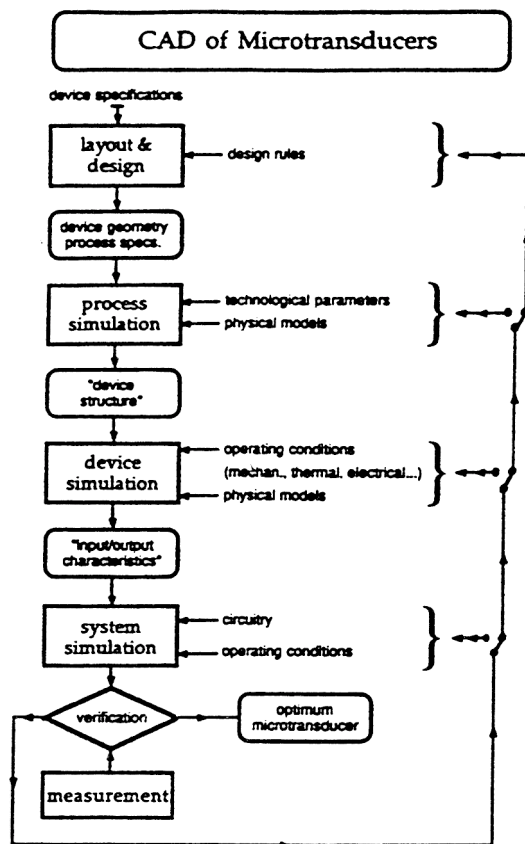 CAD of Microtransducers
device specifications
layout &
design
design rules
device geometry
process specs.
process
simulation
technological parameters
physical models
"device
structure"
device
simulation
operating conditions
(mechan., thermal, electrical...)
physical models
"input/output
characteristics"
system
simulation
circuitry
operating conditions
verification
optimum
microtransducer
measurement